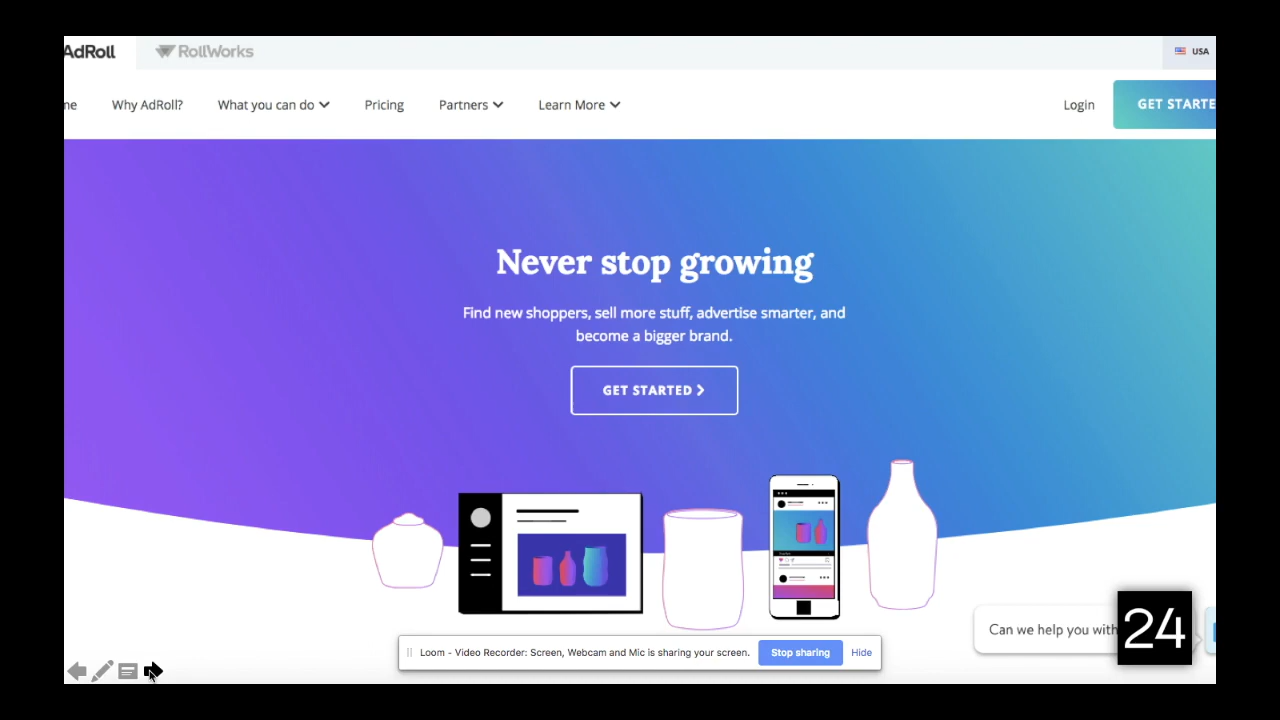 AdRoll
RollWorks
USA
me
Why AdRoll?
What you can do
Pricing
Partners
Learn More
Login
GET STARTE
Never stop growing
Find new shoppers, sell more stuff, advertise smarter, and
become a bigger brand.
GET STARTED
Can we help you with
24
Loom - Video Recorder: Screen, Webcam and Mic is sharing your screen.
Stop sharing
Hide